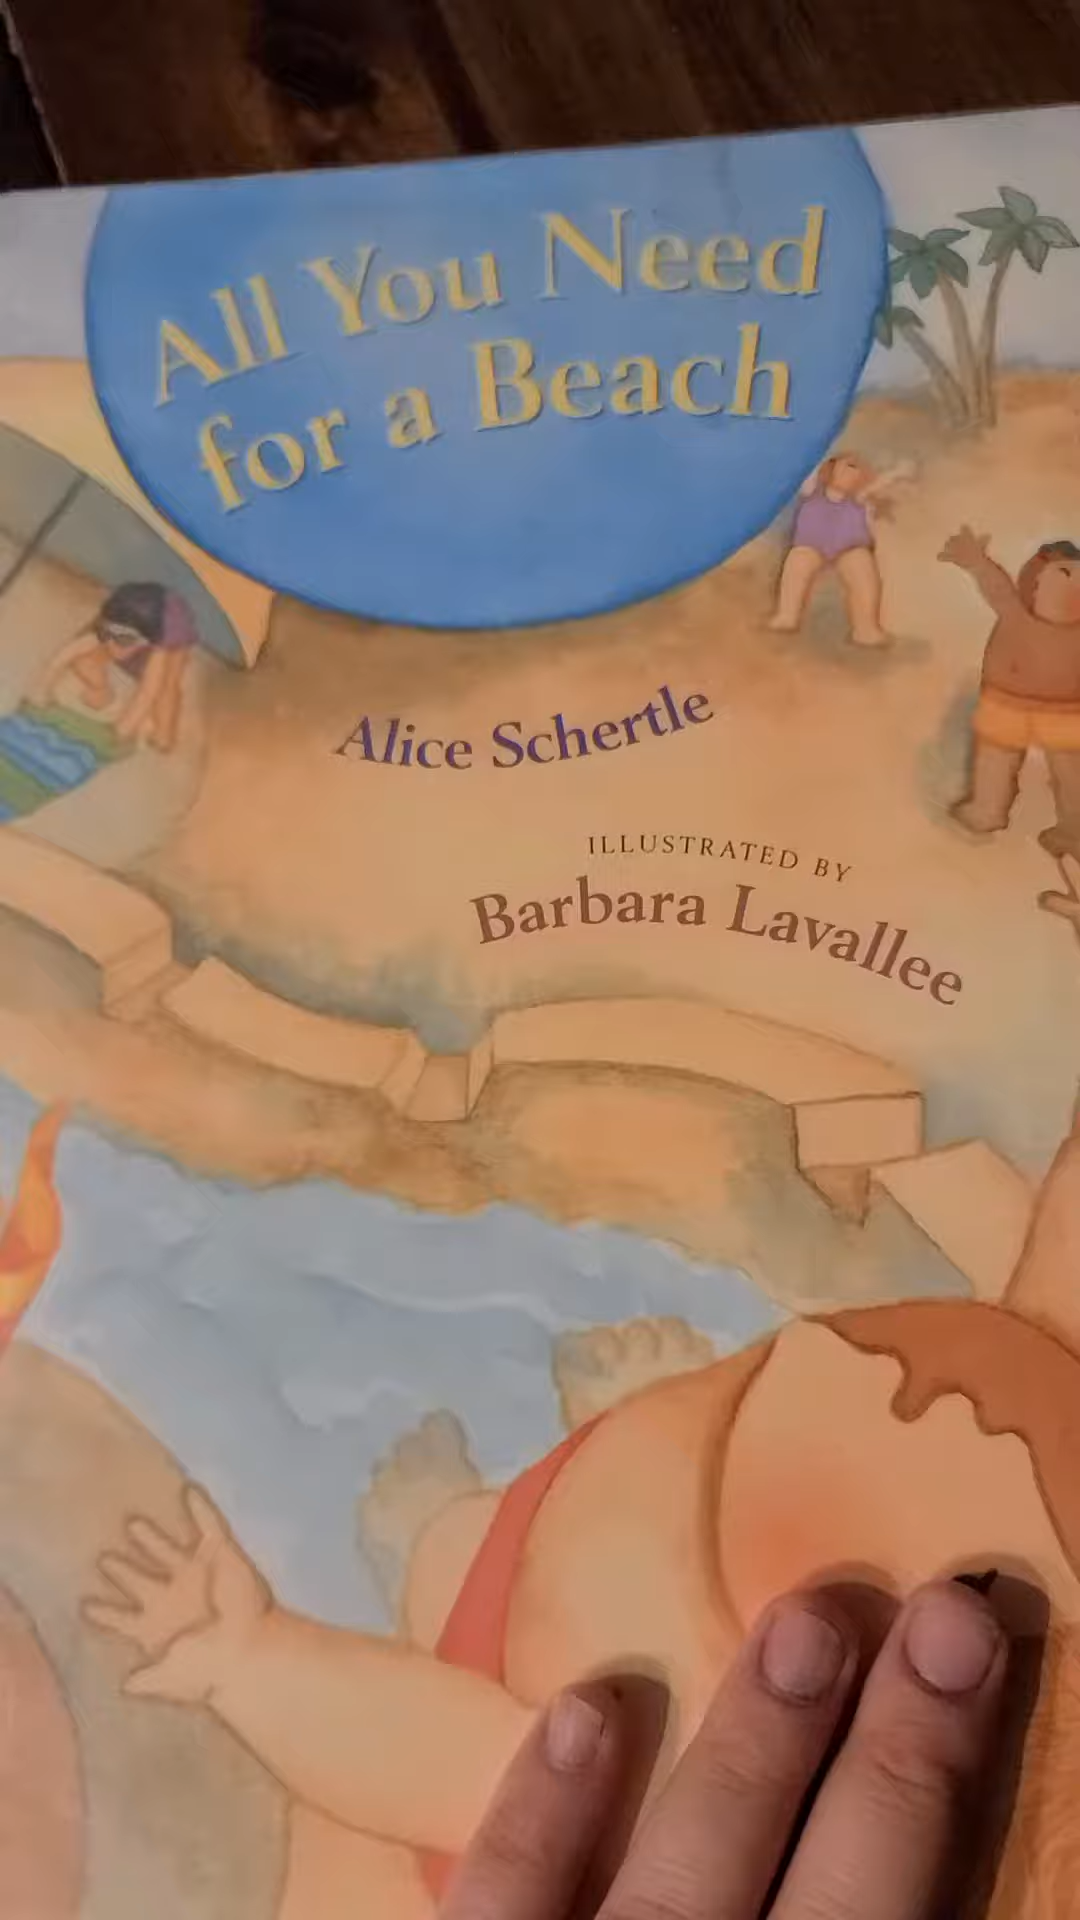 All You Need
for a Beach
Alice Schertle
ILLUSTRATED BY
Barbara Lavallee